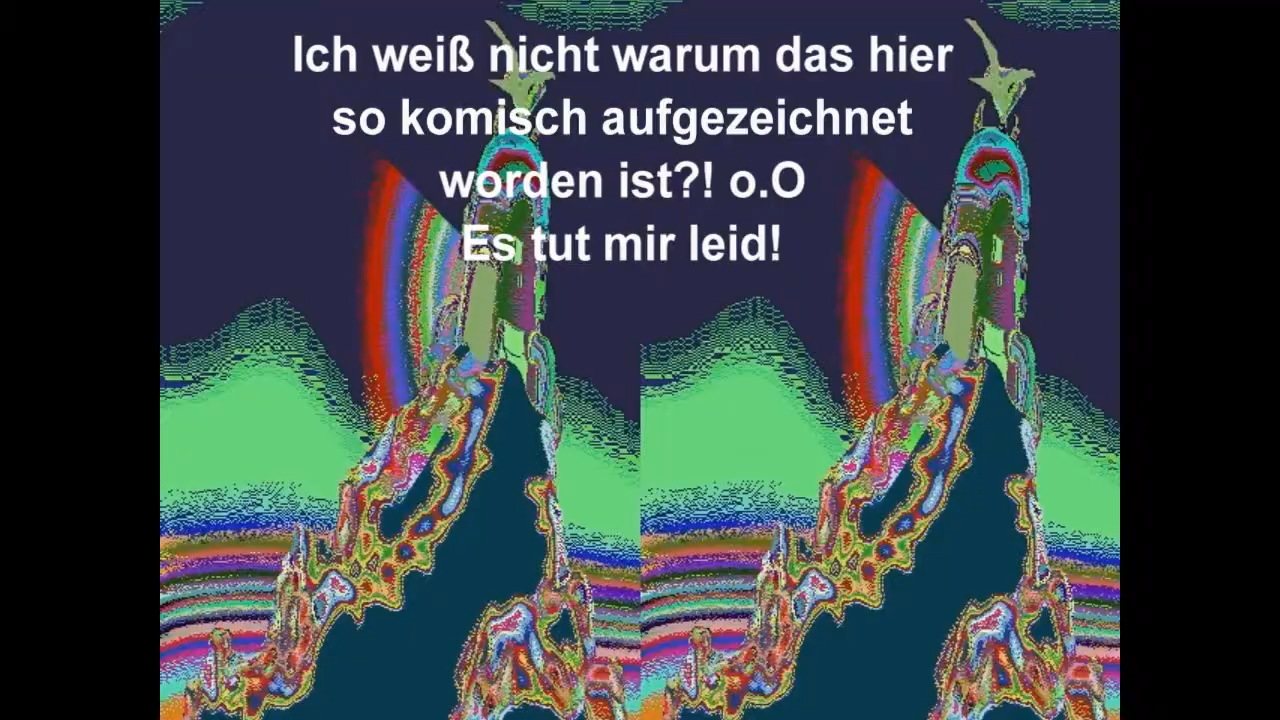 Ich weiß nicht warum das hier
so komisch aufgezeichnet
worden ist?! o.O
Es tut mir leid!